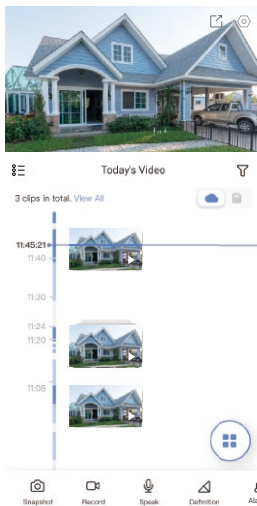 Today's Video
3 clips in total. View All
11:45:21
11:40
11:30
11:24
11:20
11:08
Snapshot
Record
Speak
Definition
Ala